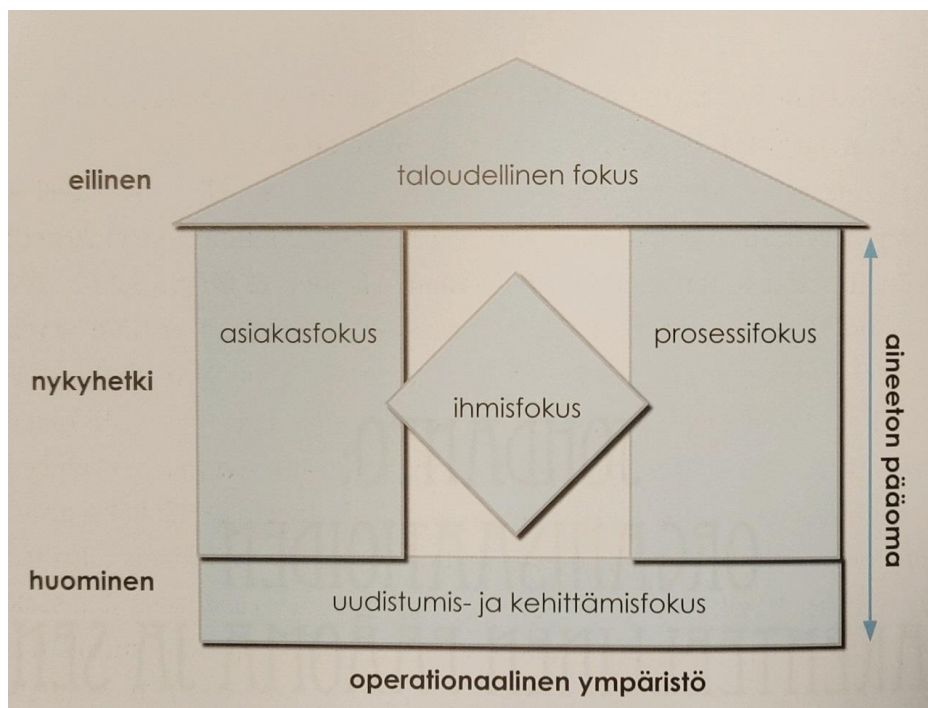 eilinen
taloudellinen fokus
asiakasfokus
prosessifokus
nykyhetki
ihmisfokus
aineeton pääoma
huominen
uudistumis- ja kehittämisfokus
operationaalinen ympäristö